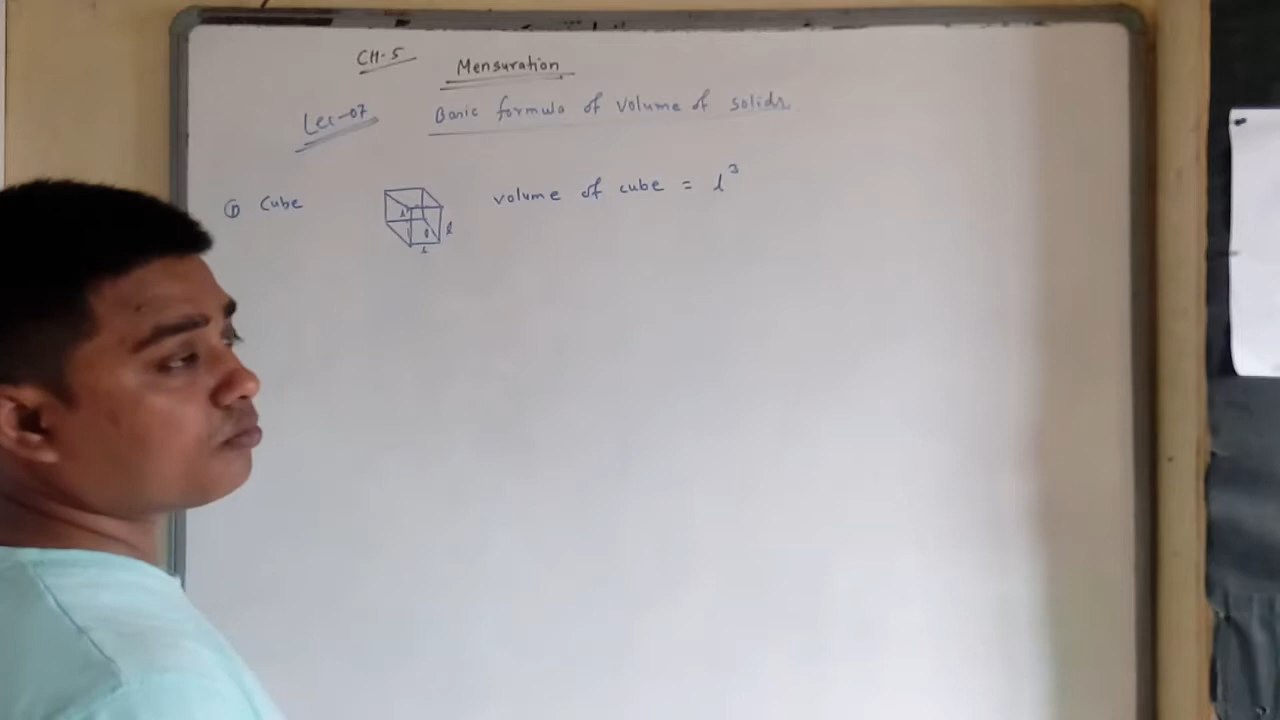 CH-5 Mensuration
Lec-07 Basic formula of Volume of solids
① Cube volume of cube = l³
l
l
l